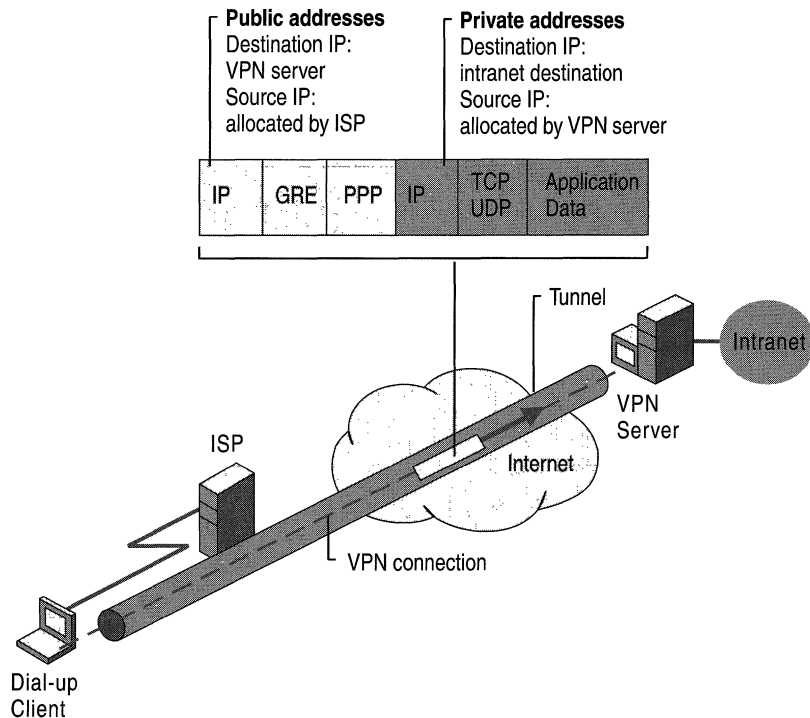 Public addresses
Destination IP:
VPN server
Source IP:
allocated by ISP
Private addresses
Destination IP:
intranet destination
Source IP:
allocated by VPN server
IP
GRE
PPP
IP
TCP
UDP
Application
Data
Tunnel
Intranet
VPN
Server
ISP
Internet
VPN connection
Dial-up
Client